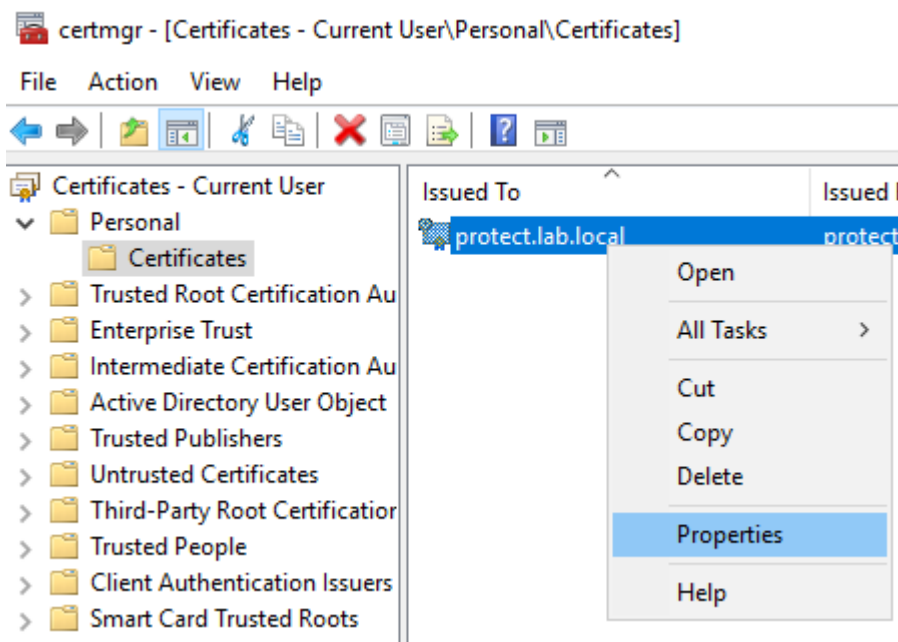 certmgr - [Certificates - Current User\Personal\Certificates]
File Action View Help
Certificates - Current User
Personal
Certificates
Trusted Root Certification Au
Enterprise Trust
Intermediate Certification Au
Active Directory User Object
Trusted Publishers
Untrusted Certificates
Third-Party Root Certification
Trusted People
Client Authentication Issuers
Smart Card Trusted Roots
Issued To Issued
protect.lab.local protect
Open
All Tasks
Cut
Copy
Delete
Properties
Help